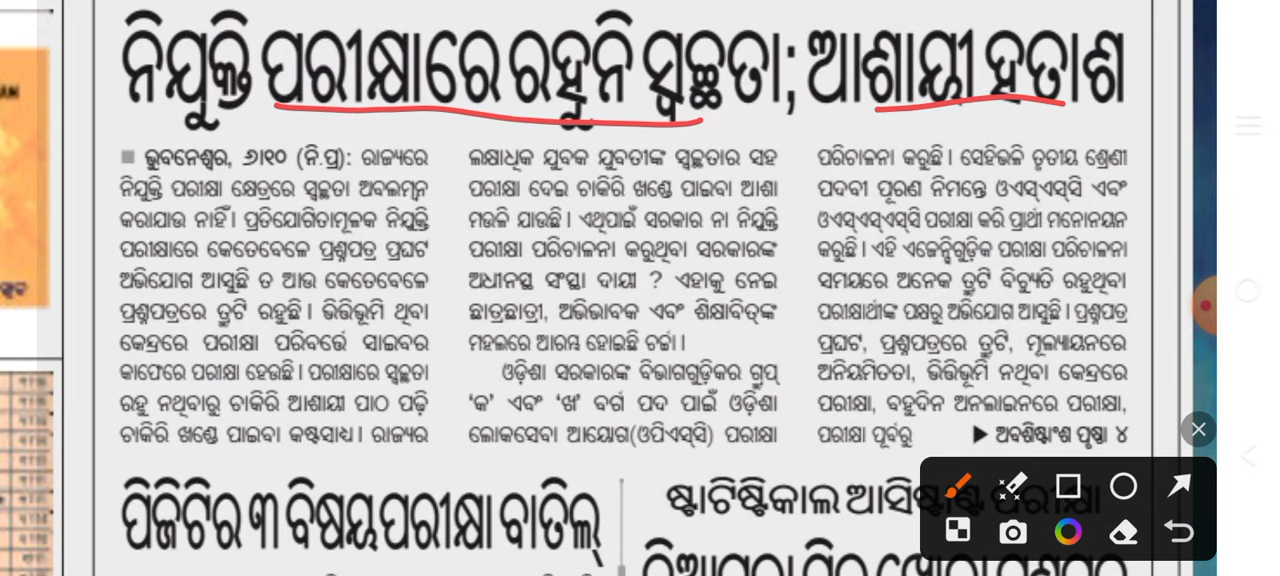 ନିଯୁକ୍ତି ପରୀକ୍ଷାରେ ରହୁନି ସ୍ୱଚ୍ଛତା; ଆଶାୟୀ ହତାଶ
■ ଭୁବନେଶ୍ୱର, ୬।୧୦ (ନି.ପ୍ର): ରାଜ୍ୟରେ
ନିଯୁକ୍ତି ପରୀକ୍ଷା କ୍ଷେତ୍ରରେ ସ୍ୱଚ୍ଛତା ଅବଲମ୍ବନ
କରାଯାଉ ନାହିଁ। ପ୍ରତିଯୋଗିତାମୂଳକ ନିଯୁକ୍ତି
ପରୀକ୍ଷାରେ କେତେବେଳେ ପ୍ରଶ୍ନପତ୍ର ପ୍ରଘଟ
ଅଭିଯୋଗ ଆସୁଛି ତ ଆଉ କେତେବେଳେ
ପ୍ରଶ୍ନପତ୍ରରେ ତ୍ରୁଟି ରହୁଛି। ଭିତ୍ତିଭୂମି ଥିବା
କେନ୍ଦ୍ରରେ ପରୀକ୍ଷା ପରିବର୍ତ୍ତେ ସାଇବର
କାଫେରେ ପରୀକ୍ଷା ହେଉଛି। ପରୀକ୍ଷାରେ ସ୍ୱଚ୍ଛତା
ରହୁ ନଥିବାରୁ ଚାକିରି ଆଶାୟୀ ପାଠ ପଢ଼ି
ଚାକିରି ଖଣ୍ଡେ ପାଇବା କଷ୍ଟସାଧ୍ୟ। ରାଜ୍ୟର
ଲକ୍ଷାଧିକ ଯୁବକ ଯୁବତୀଙ୍କ ସ୍ୱଚ୍ଛତାର ସହ
ପରୀକ୍ଷା ଦେଇ ଚାକିରି ଖଣ୍ଡେ ପାଇବା ଆଶା
ମଉଳି ଯାଉଛି। ଏଥିପାଇଁ ସରକାର ନା ନିଯୁକ୍ତି
ପରୀକ୍ଷା ପରିଚାଳନା କରୁଥିବା ସରକାରଙ୍କ
ଅଧୀନସ୍ଥ ସଂସ୍ଥା ଦାୟୀ ? ଏହାକୁ ନେଇ
ଛାତ୍ରଛାତ୍ରୀ, ଅଭିଭାବକ ଏବଂ ଶିକ୍ଷାବିତ୍‌ଙ୍କ
ମହଲରେ ଆରମ୍ଭ ହୋଇଛି ଚର୍ଚ୍ଚା।
ଓଡ଼ିଶା ସରକାରଙ୍କ ବିଭାଗଗୁଡ଼ିକର ଗ୍ରୁପ୍
‘କ’ ଏବଂ ‘ଖ’ ବର୍ଗ ପଦ ପାଇଁ ଓଡ଼ିଶା
ଲୋକସେବା ଆୟୋଗ(ଓପିଏସ୍‌ସି) ପରୀକ୍ଷା
ପରିଚାଳନା କରୁଛି। ସେହିଭଳି ତୃତୀୟ ଶ୍ରେଣୀ
ପଦବୀ ପୂରଣ ନିମନ୍ତେ ଓଏସ୍‌ଏସ୍‌ସି ଏବଂ
ଓଏସ୍‌ଏସ୍‌ଏସ୍‌ସି ପରୀକ୍ଷା କରି ପ୍ରାର୍ଥୀ ମନୋନୟନ
କରୁଛି। ଏହି ଏଜେନ୍ସିଗୁଡ଼ିକ ପରୀକ୍ଷା ପରିଚାଳନା
ସମୟରେ ଅନେକ ତ୍ରୁଟି ବିଚ୍ୟୁତି ରହୁଥିବା
ପରୀକ୍ଷାର୍ଥୀଙ୍କ ପକ୍ଷରୁ ଅଭିଯୋଗ ଆସୁଛି। ପ୍ରଶ୍ନପତ୍ର
ପ୍ରଘଟ, ପ୍ରଶ୍ନପତ୍ରରେ ତ୍ରୁଟି, ମୂଲ୍ୟାୟନରେ
ଅନିୟମିତତା, ଭିତ୍ତିଭୂମି ନଥିବା କେନ୍ଦ୍ରରେ
ପରୀକ୍ଷା, ବହୁଦିନ ଅନଲାଇନରେ ପରୀକ୍ଷା,
ପରୀକ୍ଷା ପୂର୍ବରୁ ▶ ଅବଶିଷ୍ଟାଂଶ ପୃଷ୍ଠା ୪
ପିଜିଟିର ୩ ବିଷୟ ପରୀକ୍ଷା ବାତିଲ୍
ଷ୍ଟାଟିଷ୍ଟିକାଲ ଆସିଷ୍ଟାଣ୍ଟ ପରୀକ୍ଷା